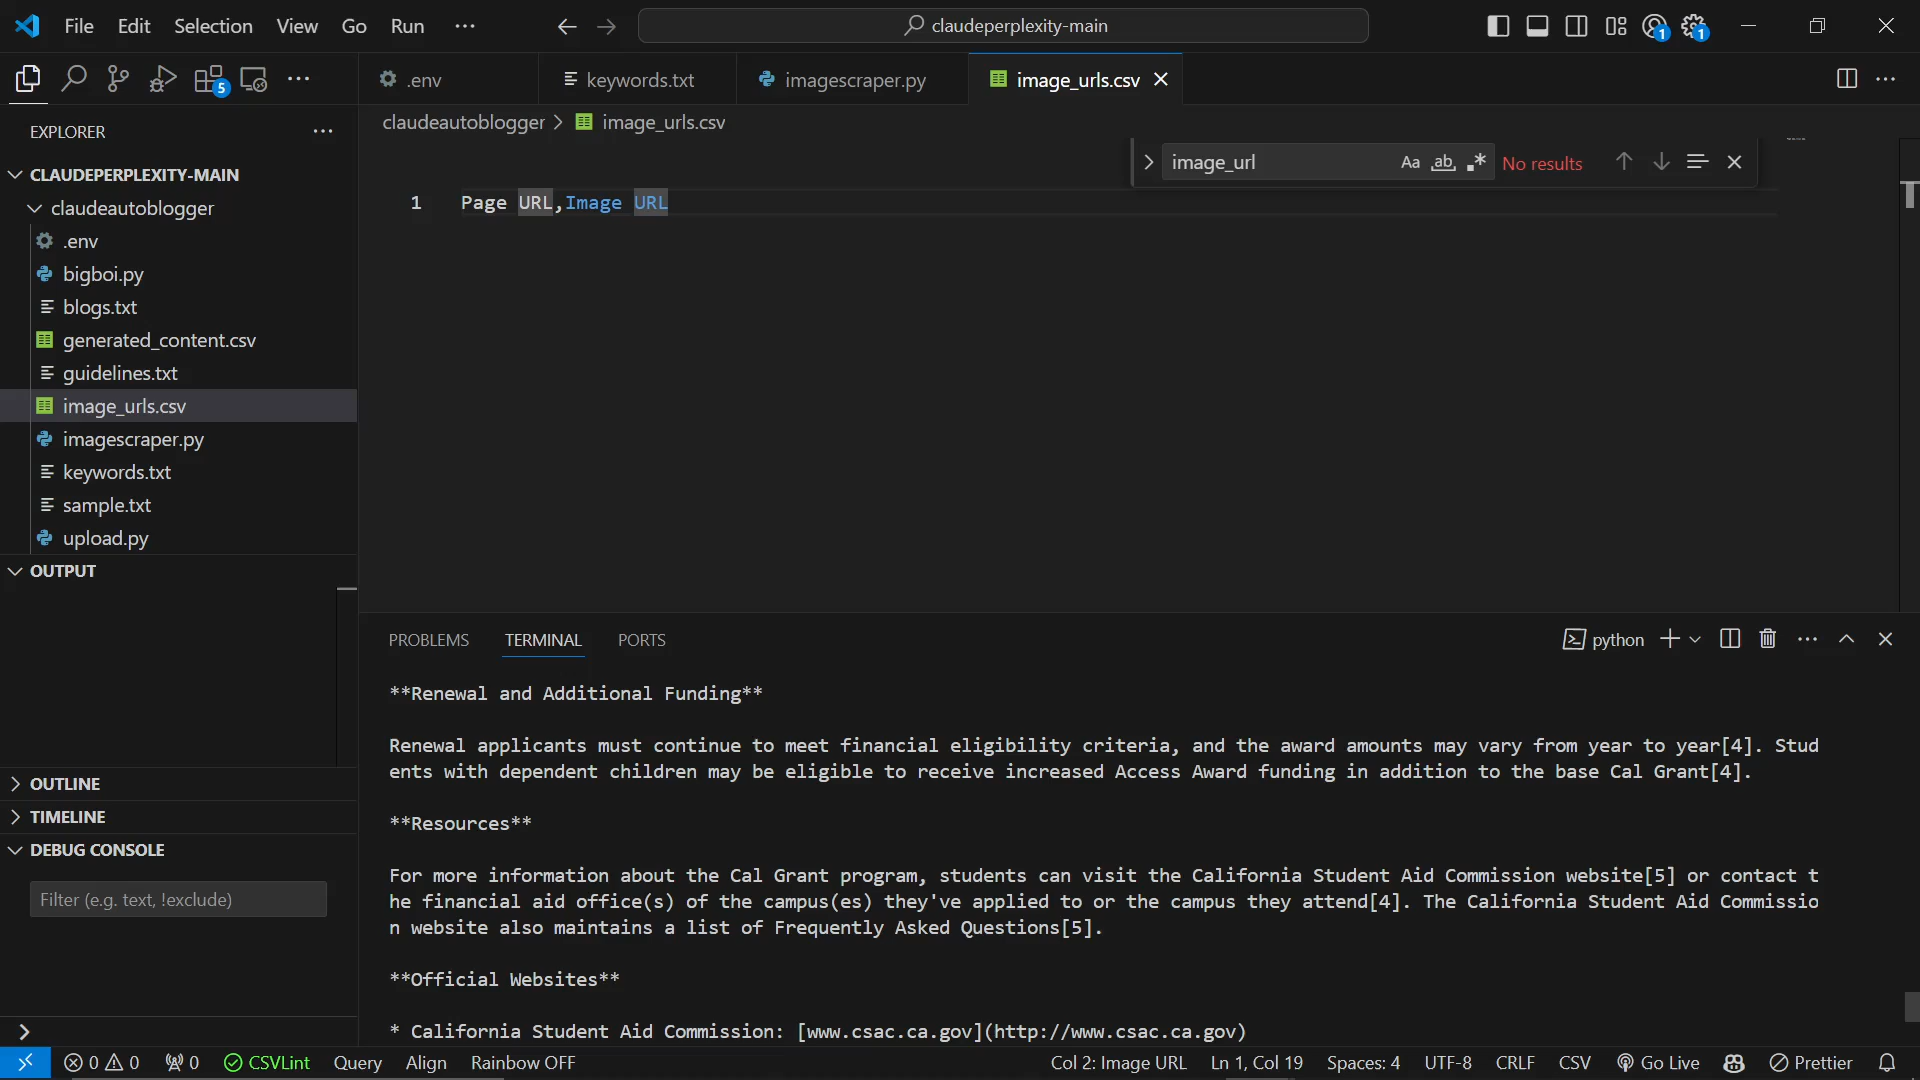 File Edit Selection View Go Run ···
claudeperplexity-main
1 1
5
.env keywords.txt imagescraper.py image_urls.csv
EXPLORER
claudeautoblogger > image_urls.csv
image_url Aa ab .* No results
CLAUDEPERPLEXITY-MAIN
claudeautoblogger
.env
bigboi.py
blogs.txt
generated_content.csv
guidelines.txt
image_urls.csv
imagescraper.py
keywords.txt
sample.txt
upload.py
1 Page URL,Image URL
OUTPUT
OUTLINE
TIMELINE
DEBUG CONSOLE
Filter (e.g. text, !exclude)
PROBLEMS TERMINAL PORTS
python
**Renewal and Additional Funding**
Renewal applicants must continue to meet financial eligibility criteria, and the award amounts may vary from year to year[4]. Stud
ents with dependent children may be eligible to receive increased Access Award funding in addition to the base Cal Grant[4].
**Resources**
For more information about the Cal Grant program, students can visit the California Student Aid Commission website[5] or contact t
he financial aid office(s) of the campus(es) they've applied to or the campus they attend[4]. The California Student Aid Commissio
n website also maintains a list of Frequently Asked Questions[5].
**Official Websites**
* California Student Aid Commission: [www.csac.ca.gov](http://www.csac.ca.gov)
0 0 0 CSVLint Query Align Rainbow OFF
Col 2: Image URL Ln 1, Col 19 Spaces: 4 UTF-8 CRLF CSV Go Live Prettier